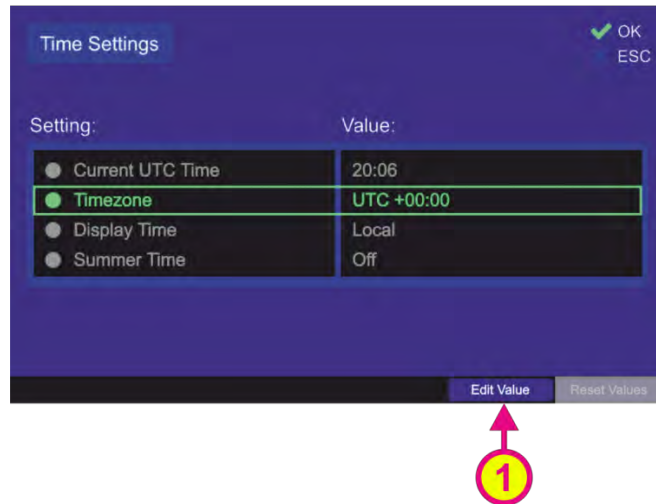 Time Settings
OK
ESC
Setting: Value:
Current UTC Time 20:06
Timezone UTC +00:00
Display Time Local
Summer Time Off
Edit Value Reset Values
1